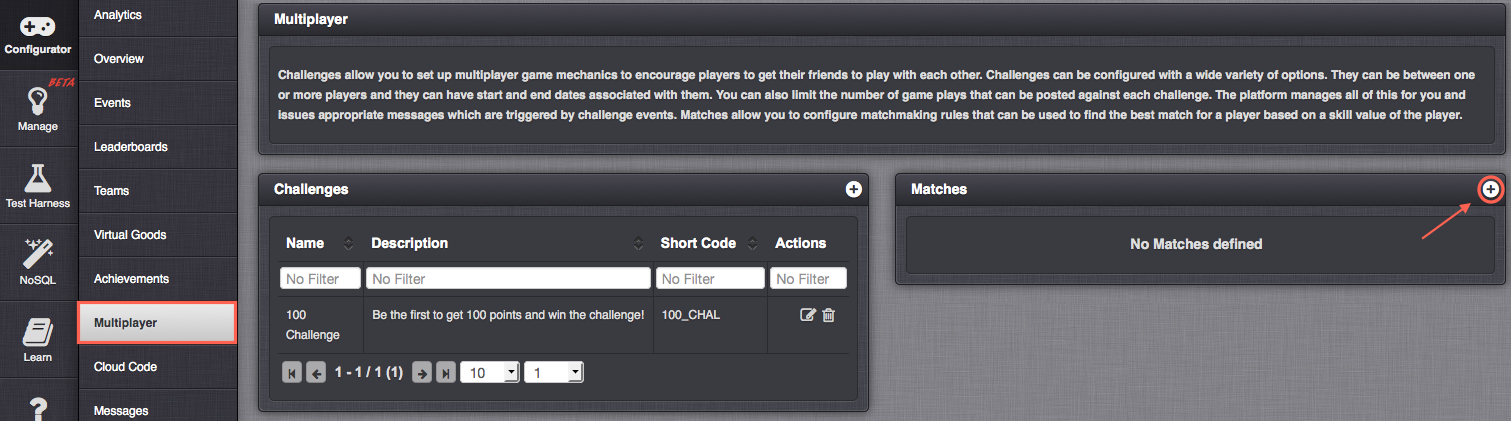 Configurator
BETA
Manage
Test Harness
NoSQL
Learn
Analytics
Overview
Events
Leaderboards
Teams
Virtual Goods
Achievements
Multiplayer
Cloud Code
Messages
Multiplayer
Challenges allow you to set up multiplayer game mechanics to encourage players to get their friends to play with each other. Challenges can be configured with a wide variety of options. They can be between one
or more players and they can have start and end dates associated with them. You can also limit the number of game plays that can be posted against each challenge. The platform manages all of this for you and
issues appropriate messages which are triggered by challenge events. Matches allow you to configure matchmaking rules that can be used to find the best match for a player based on a skill value of the player.
Challenges
Name Description Short Code Actions
No Filter No Filter No Filter No Filter
100 Be the first to get 100 points and win the challenge! 100_CHAL
Challenge
1 - 1 / 1 (1) 10 1
Matches
No Matches defined